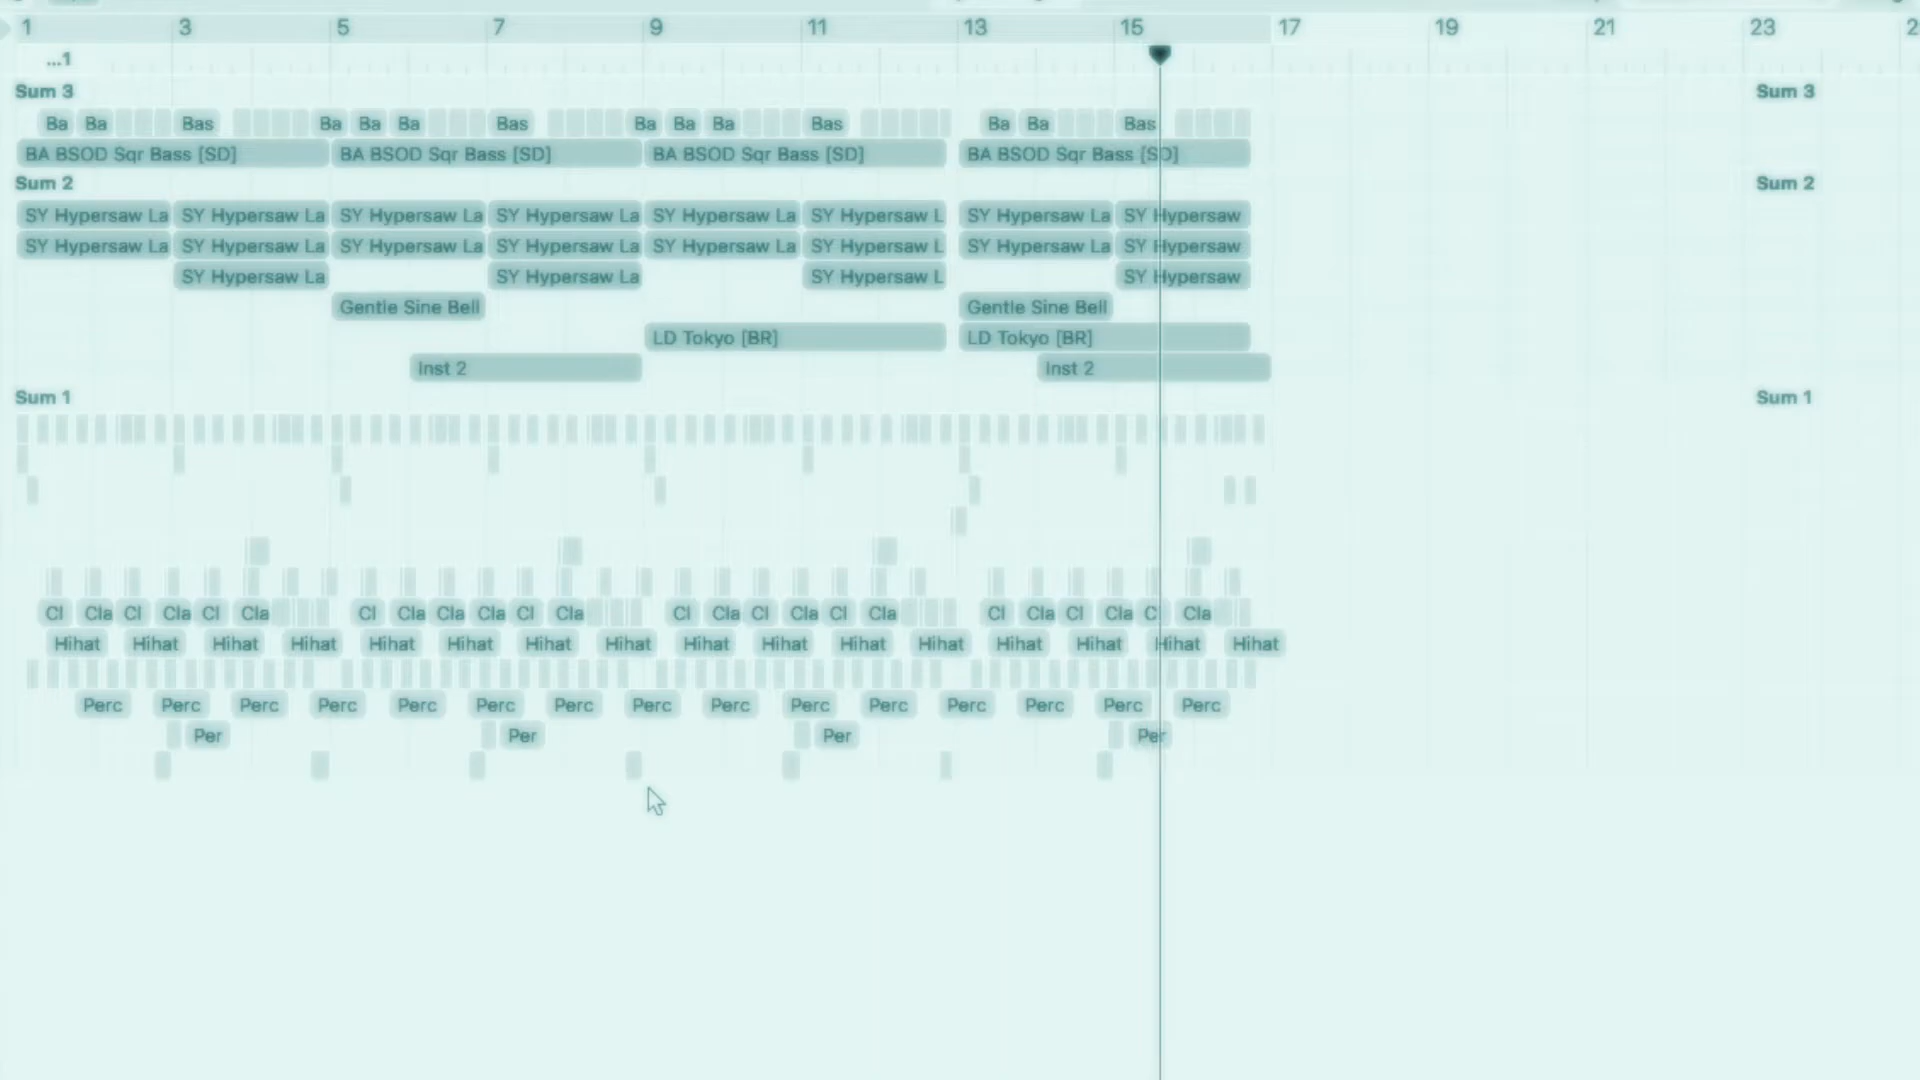 1 3 5 7 9 11 13 15 17 19 21 23 2
...1
Sum 3 Sum 3
Ba Ba Bas Ba Ba Ba Bas Ba Ba Ba Bas Ba Ba Bas
BA BSOD Sqr Bass [SD] BA BSOD Sqr Bass [SD] BA BSOD Sqr Bass [SD] BA BSOD Sqr Bass [SD]
Sum 2 Sum 2
SY Hypersaw La SY Hypersaw La SY Hypersaw La SY Hypersaw La SY Hypersaw La SY Hypersaw L SY Hypersaw La SY Hypersaw
SY Hypersaw La SY Hypersaw La SY Hypersaw La SY Hypersaw La SY Hypersaw La SY Hypersaw L SY Hypersaw La SY Hypersaw
SY Hypersaw La SY Hypersaw La SY Hypersaw L SY Hypersaw
Gentle Sine Bell Gentle Sine Bell
LD Tokyo [BR] LD Tokyo [BR]
Inst 2 Inst 2
Sum 1 Sum 1
Cl Cla Cl Cla Cl Cla Cl Cla Cla Cla Cl Cla Cl Cla Cl Cla Cl Cla Cl Cla Cl Cla Cl Cla
Hihat Hihat Hihat Hihat Hihat Hihat Hihat Hihat Hihat Hihat Hihat Hihat Hihat Hihat Hihat Hihat
Perc Perc Perc Perc Perc Perc Perc Perc Perc Perc Perc Perc Perc Perc Perc
Per Per Per Per